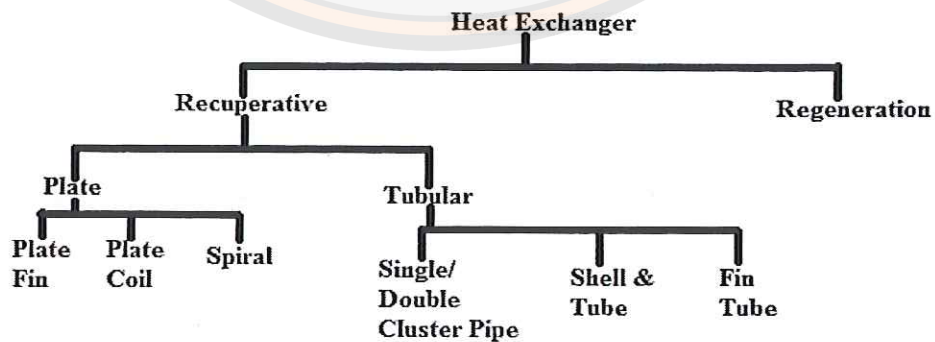 Heat Exchanger
Recuperative
Regeneration
Plate
Tubular
Plate
Fin
Plate
Coil
Spiral
Single/
Double
Cluster Pipe
Shell &
Tube
Fin
Tube